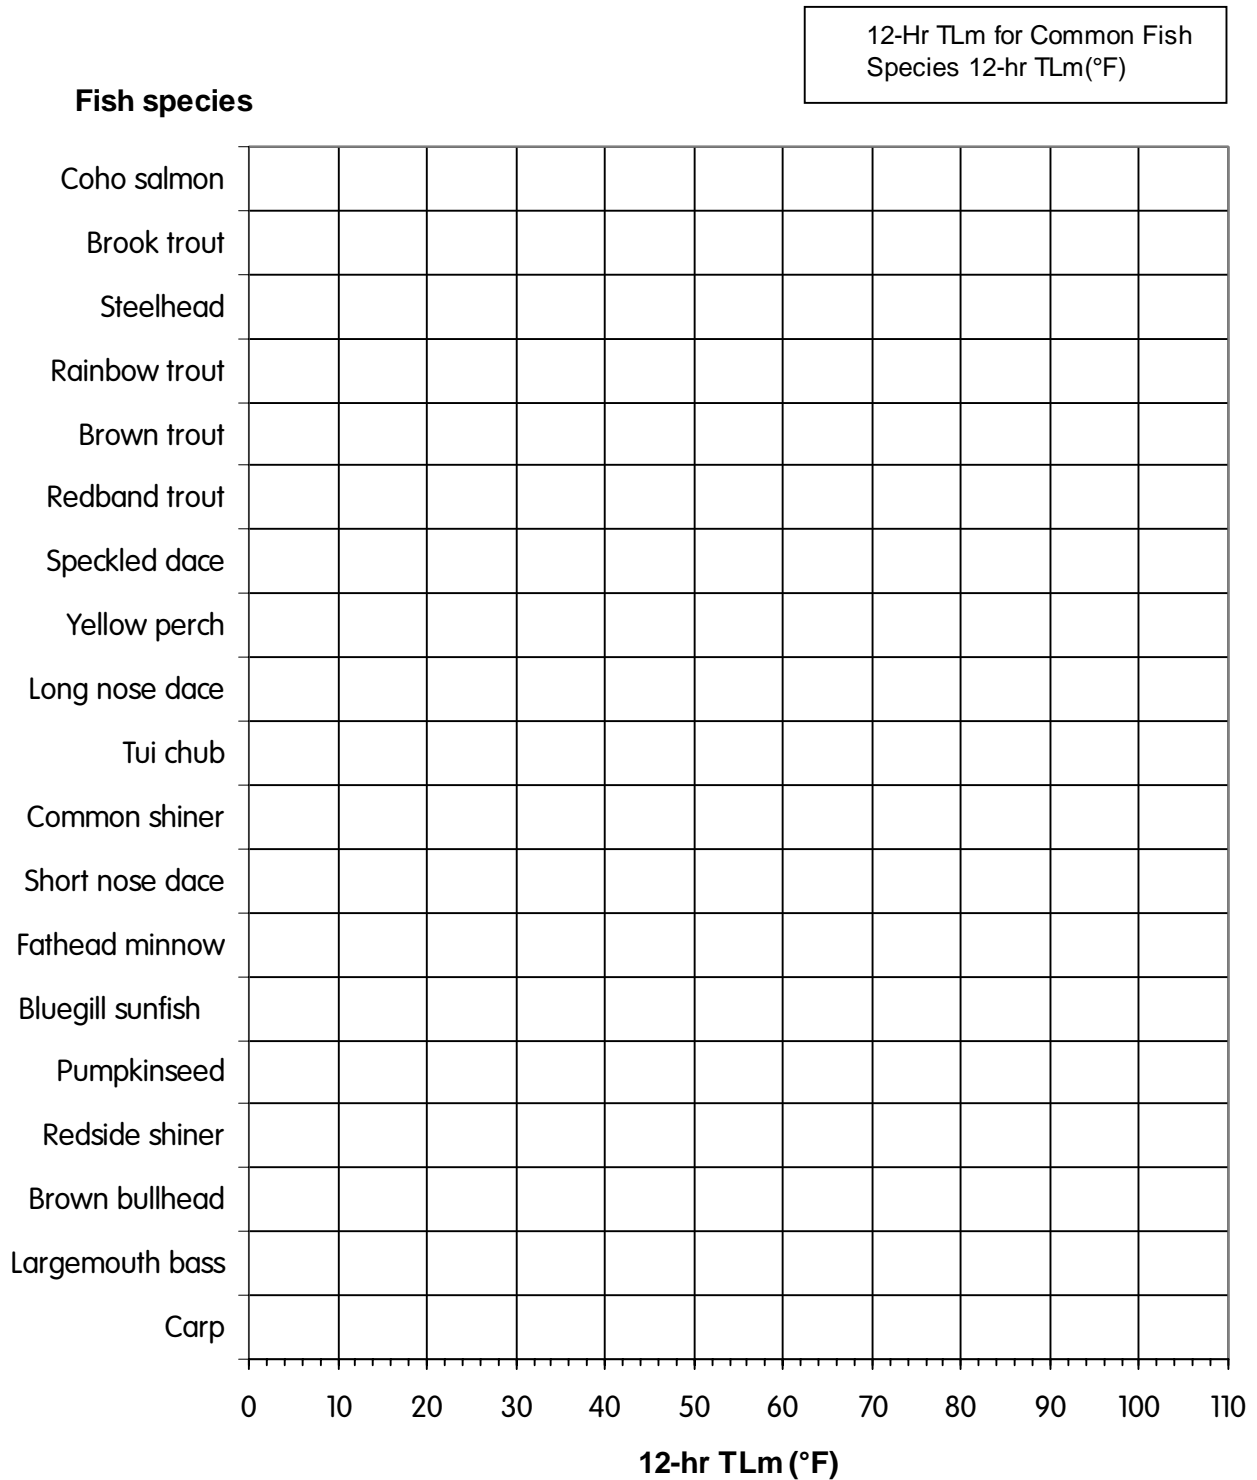 12-Hr TLm for Common Fish
Species 12-hr TLm(°F)
Fish species
Coho salmon
Brook trout
Steelhead
Rainbow trout
Brown trout
Redband trout
Speckled dace
Yellow perch
Long nose dace
Tui chub
Common shiner
Short nose dace
Fathead minnow
Bluegill sunfish
Pumpkinseed
Redside shiner
Brown bullhead
Largemouth bass
Carp
0 10 20 30 40 50 60 70 80 90 100 110
12-hr TLm (°F)